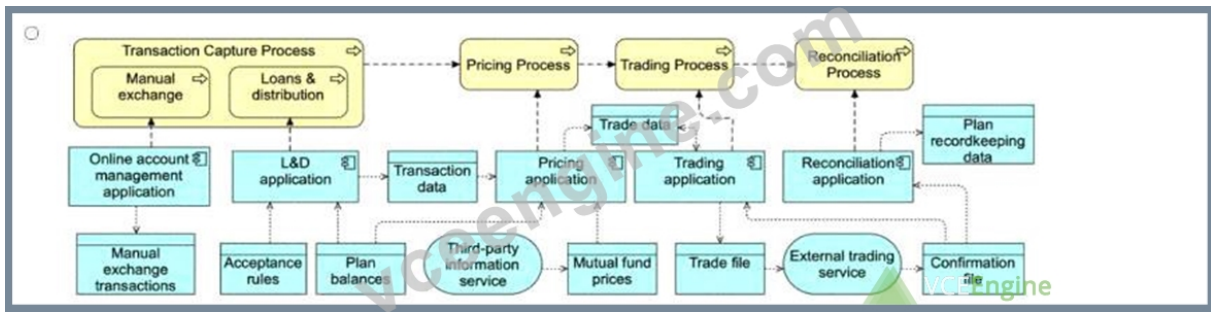 Transaction Capture Process
Manual
exchange
Loans &
distribution
Pricing Process
Trading Process
Reconciliation
Process
Online account
management
application
L&D
application
Transaction
data
Pricing
application
Trade data
Trading
application
Reconciliation
application
Plan
recordkeeping
data
Manual
exchange
transactions
Acceptance
rules
Plan
balances
Third-party
information
service
Mutual fund
prices
Trade file
External trading
service
Confirmation
file
vceengine.com
VCEEngine